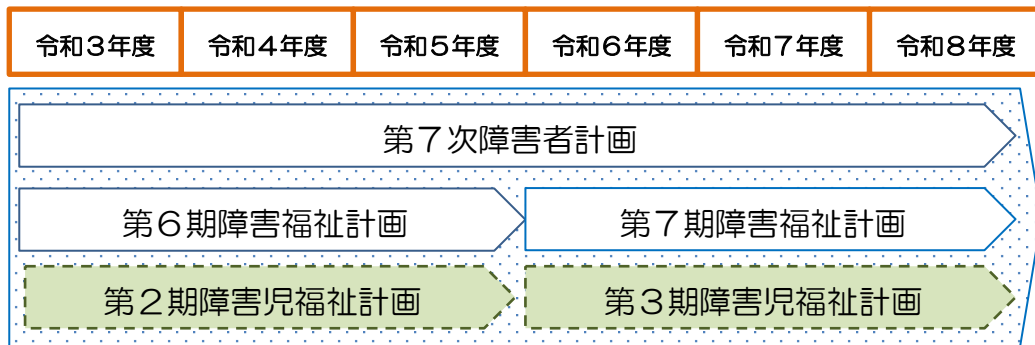 令和３年度 令和４年度 令和５年度 令和６年度 令和７年度 令和８年度
第７次障害者計画
第６期障害福祉計画 第７期障害福祉計画
第２期障害児福祉計画 第３期障害児福祉計画